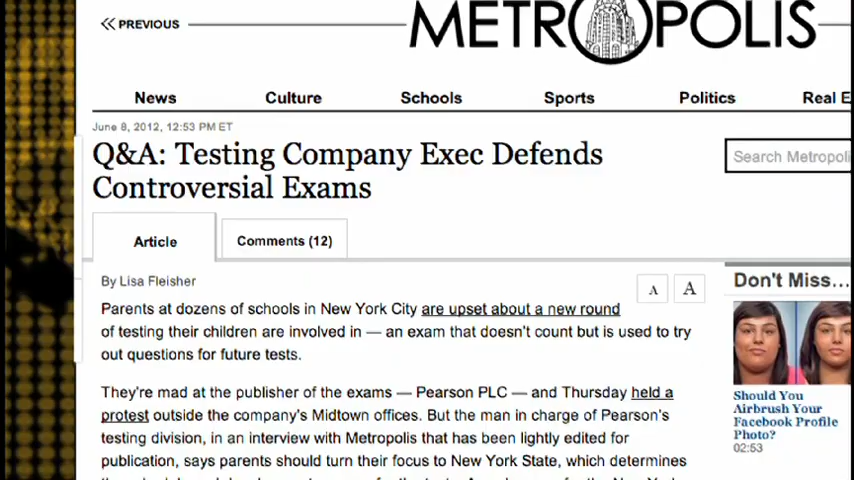 METROPOLIS
PREVIOUS
News Culture Schools Sports Politics Real E
June 8, 2012, 12:53 PM ET
Q&A: Testing Company Exec Defends
Controversial Exams
Search Metropoli
Article Comments (12)
By Lisa Fleisher
A A
Parents at dozens of schools in New York City are upset about a new round
of testing their children are involved in — an exam that doesn't count but is used to try
out questions for future tests.
They're mad at the publisher of the exams — Pearson PLC — and Thursday held a
protest outside the company's Midtown offices. But the man in charge of Pearson's
testing division, in an interview with Metropolis that has been lightly edited for
publication, says parents should turn their focus to New York State, which determines
Don't Miss...
Should You
Airbrush Your
Facebook Profile
Photo?
02:53